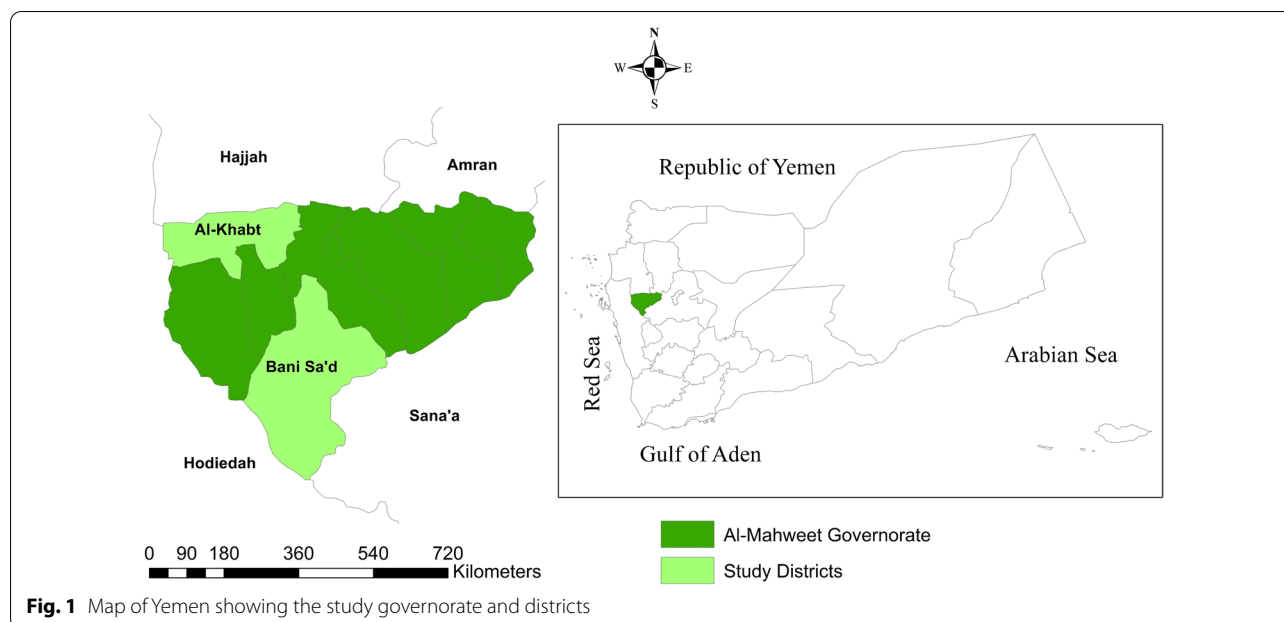 N
W E
S
Hajjah
Amran
Al-Khabt
Bani Sa'd
Sana'a
Hodiedah
Republic of Yemen
Red Sea
Arabian Sea
Gulf of Aden
0 90 180 360 540 720
Kilometers
Al-Mahweet Governorate
Study Districts
Fig. 1 Map of Yemen showing the study governorate and districts